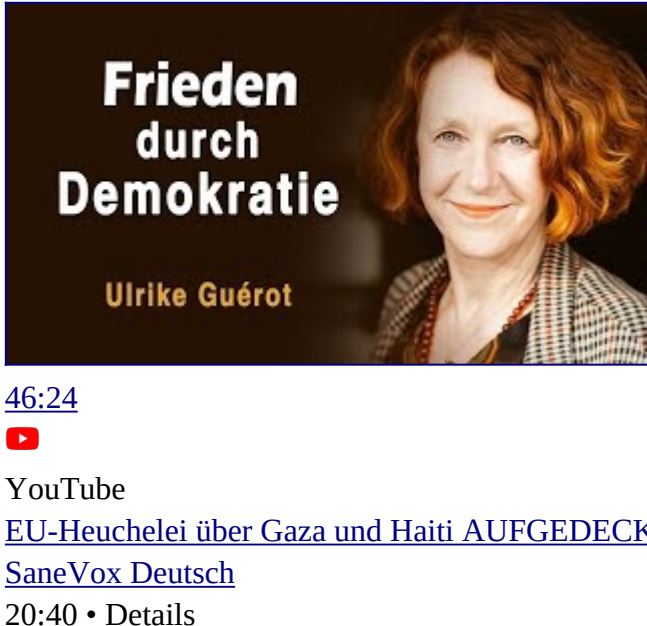 Frieden
durch
Demokratie
Ulrike Guérot
46:24
YouTube
EU-Heuchelei über Gaza und Haiti AUFGEDECK
SaneVox Deutsch
20:40 • Details